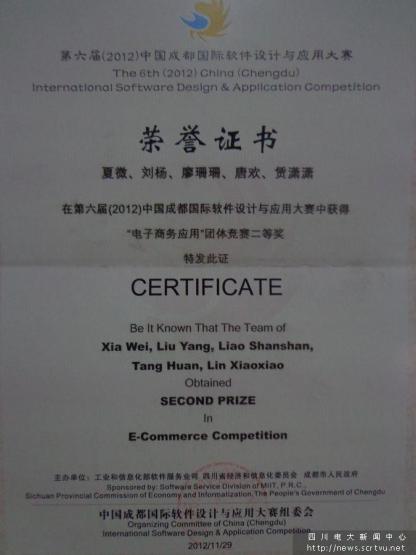 第六届(2012)中国成都国际软件设计与应用大赛
The 6th (2012) China (Chengdu)
International Software Design & Application Competition
荣誉证书
夏微、刘杨、廖珊珊、唐欢、赁潇潇
在第六届(2012)中国成都国际软件设计与应用大赛中获得
“电子商务应用”团体竞赛二等奖
特发此证
CERTIFICATE
Be It Known That The Team of
Xia Wei, Liu Yang, Liao Shanshan,
Tang Huan, Lin Xiaoxiao
Obtained
SECOND PRIZE
In
E-Commerce Competition
主办单位：工业和信息化部软件服务业司 四川省经济和信息化委员会 成都市人民政府
Sponsored by: Software Service Division of MIIT, P.R.C.,
Sichuan Provincial Commission of Economy and Informatization,The People's Government of Chengdu
中国成都国际软件设计与应用大赛组委会
Organizing Committee of China (Chengdu)
International Software Design & Application Competition
2012/11/29
四川电大新闻中心
http://news.scrtvu.net